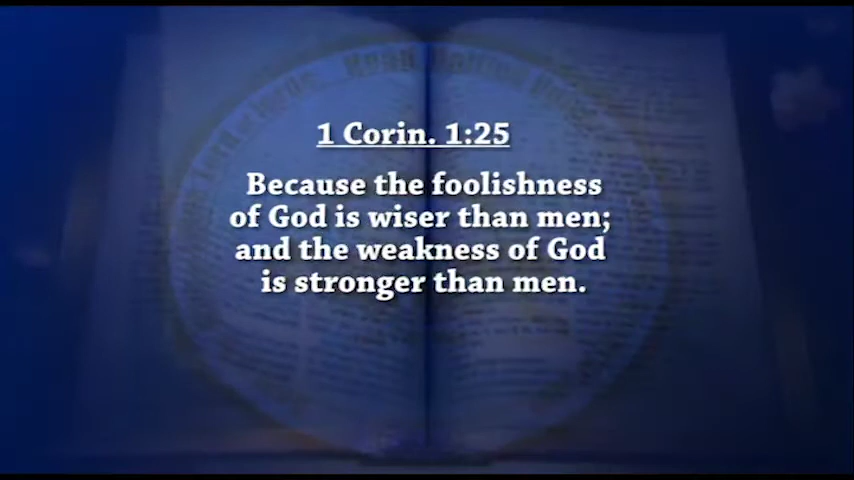 1 Corin. 1:25
Because the foolishness
of God is wiser than men;
and the weakness of God
is stronger than men.